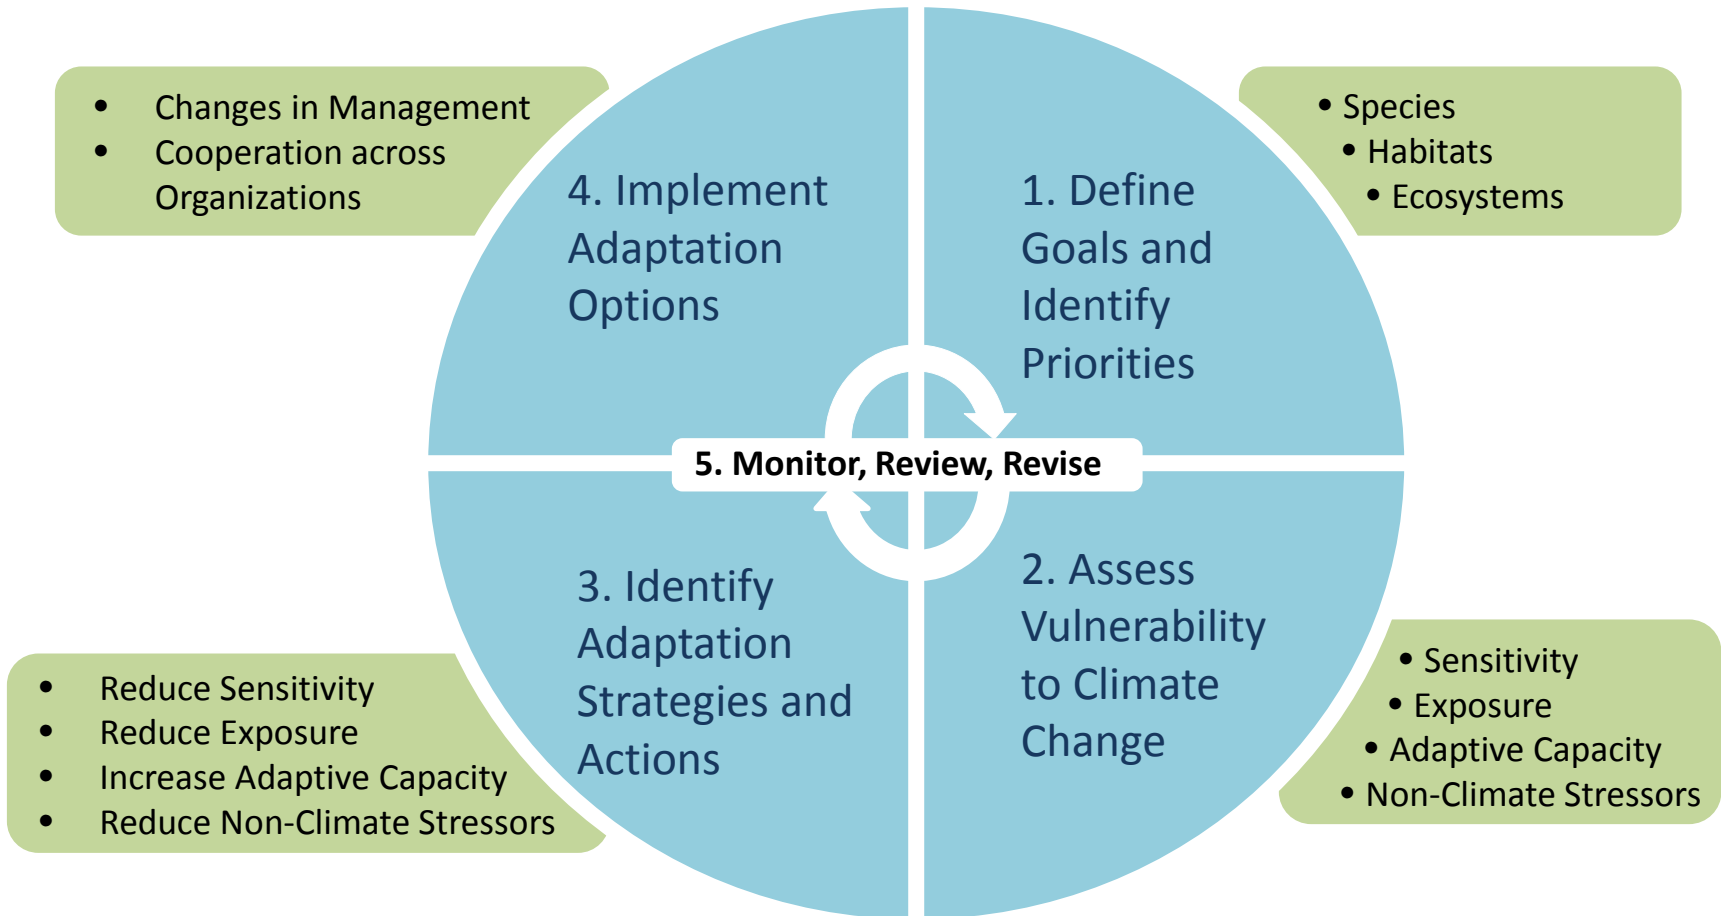 • Changes in Management
• Cooperation across
Organizations
• Species
• Habitats
• Ecosystems
4. Implement
Adaptation
Options
1. Define
Goals and
Identify
Priorities
5. Monitor, Review, Revise
3. Identify
Adaptation
Strategies and
Actions
2. Assess
Vulnerability
to Climate
Change
• Reduce Sensitivity
• Reduce Exposure
• Increase Adaptive Capacity
• Reduce Non-Climate Stressors
• Sensitivity
• Exposure
• Adaptive Capacity
• Non-Climate Stressors